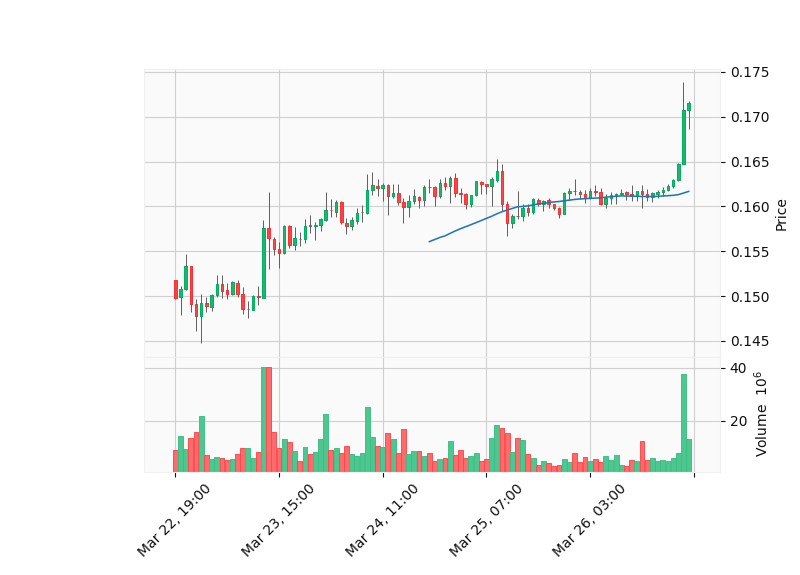 0.175
0.170
0.165
0.160
0.155
0.150
0.145
Price
40
20
Volume 10⁶
Mar 22, 19:00
Mar 23, 15:00
Mar 24, 11:00
Mar 25, 07:00
Mar 26, 03:00